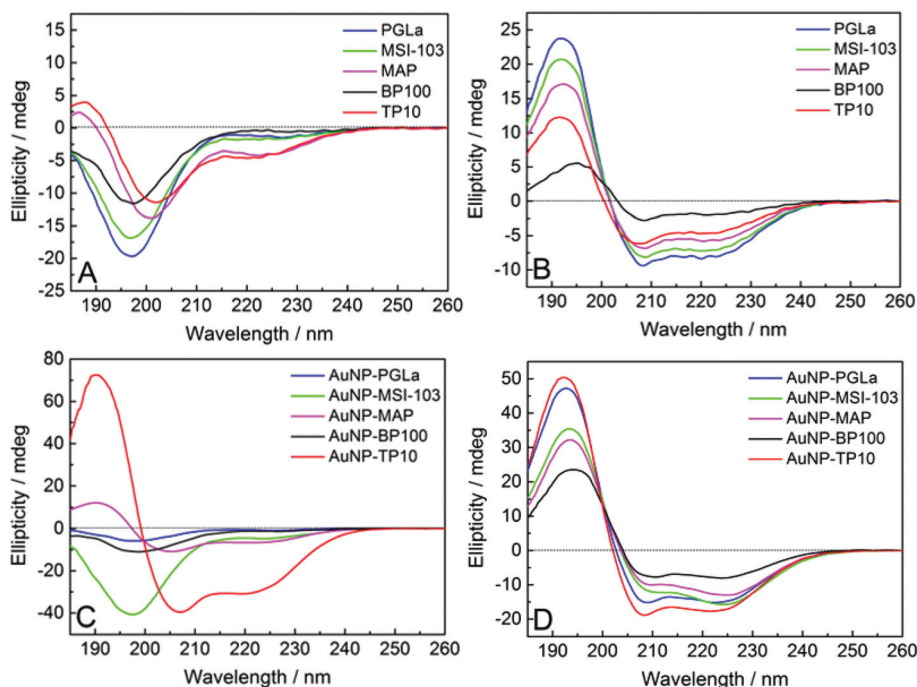 15
10
5
0
-5
-10
-15
-20
-25
Ellipticity / mdeg
PGLa
MSI-103
MAP
BP100
TP10
A
190 200 210 220 230 240 250 260
Wavelength / nm
25
20
15
10
5
0
-5
-10
Ellipticity / mdeg
PGLa
MSI-103
MAP
BP100
TP10
B
190 200 210 220 230 240 250 260
Wavelength / nm
80
60
40
20
0
-20
-40
Ellipticity / mdeg
AuNP-PGLa
AuNP-MSI-103
AuNP-MAP
AuNP-BP100
AuNP-TP10
C
190 200 210 220 230 240 250 260
Wavelength / nm
50
40
30
20
10
0
-10
-20
Ellipticity / mdeg
AuNP-PGLa
AuNP-MSI-103
AuNP-MAP
AuNP-BP100
AuNP-TP10
D
190 200 210 220 230 240 250 260
Wavelength / nm